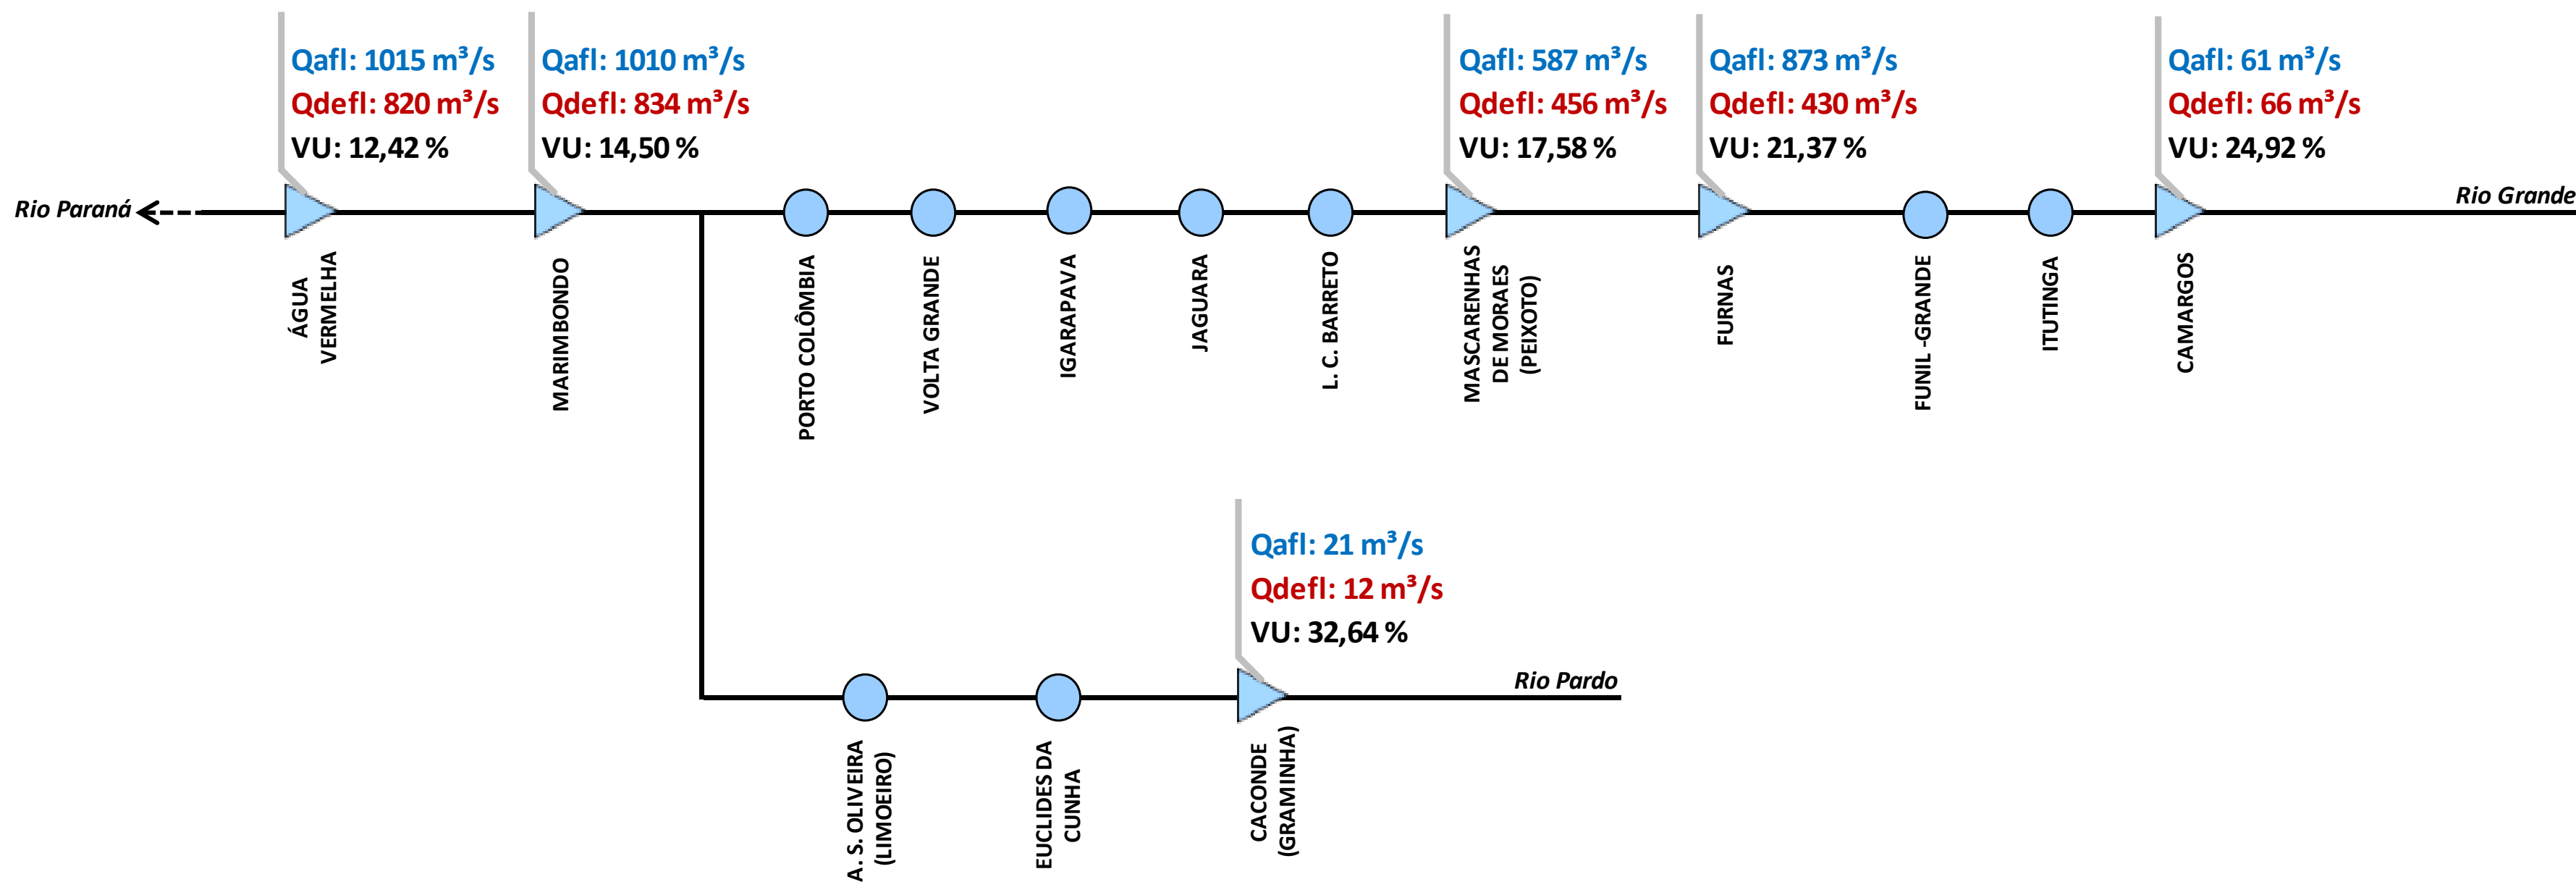 Qafl: 1015 m³/s
Qdefl: 820 m³/s
VU: 12,42 %
Qafl: 1010 m³/s
Qdefl: 834 m³/s
VU: 14,50 %
Qafl: 587 m³/s
Qdefl: 456 m³/s
VU: 17,58 %
Qafl: 873 m³/s
Qdefl: 430 m³/s
VU: 21,37 %
Qafl: 61 m³/s
Qdefl: 66 m³/s
VU: 24,92 %
Rio Paraná
Rio Grande
ÁGUA
VERMELHA
MARIMBONDO
PORTO COLÔMBIA
VOLTA GRANDE
IGARAPAVA
JAGUARA
L. C. BARRETO
MASCARENHAS
DE MORAES
(PEIXOTO)
FURNAS
FUNIL -GRANDE
ITUTINGA
CAMARGOS
Qafl: 21 m³/s
Qdefl: 12 m³/s
VU: 32,64 %
Rio Pardo
A. S. OLIVEIRA
(LIMOEIRO)
EUCLIDES DA
CUNHA
CACONDE
(GRAMINHA)